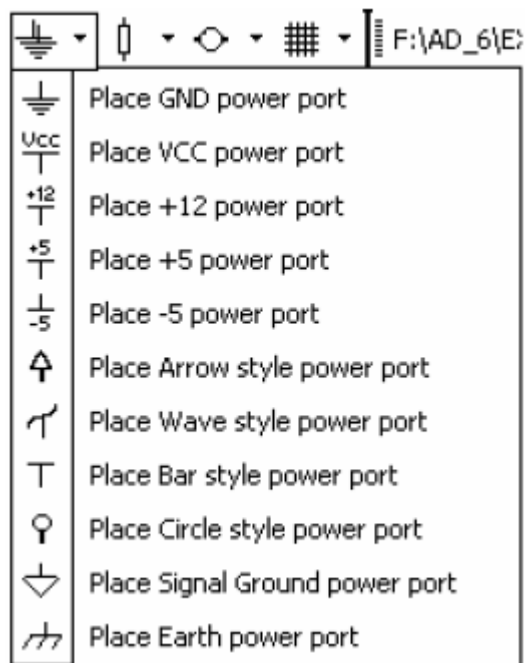 F:\AD_6\E
Place GND power port
Vcc Place VCC power port
+12 Place +12 power port
+5 Place +5 power port
-5 Place -5 power port
Place Arrow style power port
Place Wave style power port
Place Bar style power port
Place Circle style power port
Place Signal Ground power port
Place Earth power port